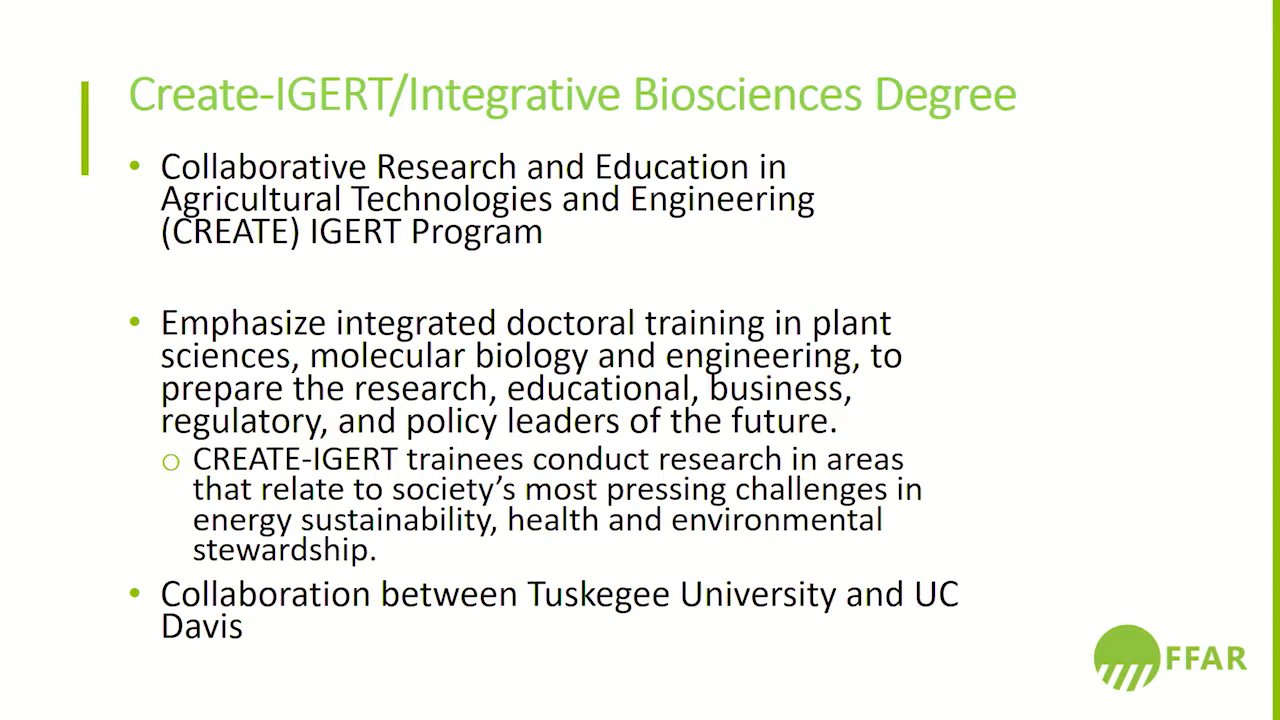 Create-IGERT/Integrative Biosciences Degree
• Collaborative Research and Education in
Agricultural Technologies and Engineering
(CREATE) IGERT Program
• Emphasize integrated doctoral training in plant
sciences, molecular biology and engineering, to
prepare the research, educational, business,
regulatory, and policy leaders of the future.
o CREATE-IGERT trainees conduct research in areas
that relate to society’s most pressing challenges in
energy sustainability, health and environmental
stewardship.
• Collaboration between Tuskegee University and UC
Davis
FFAR